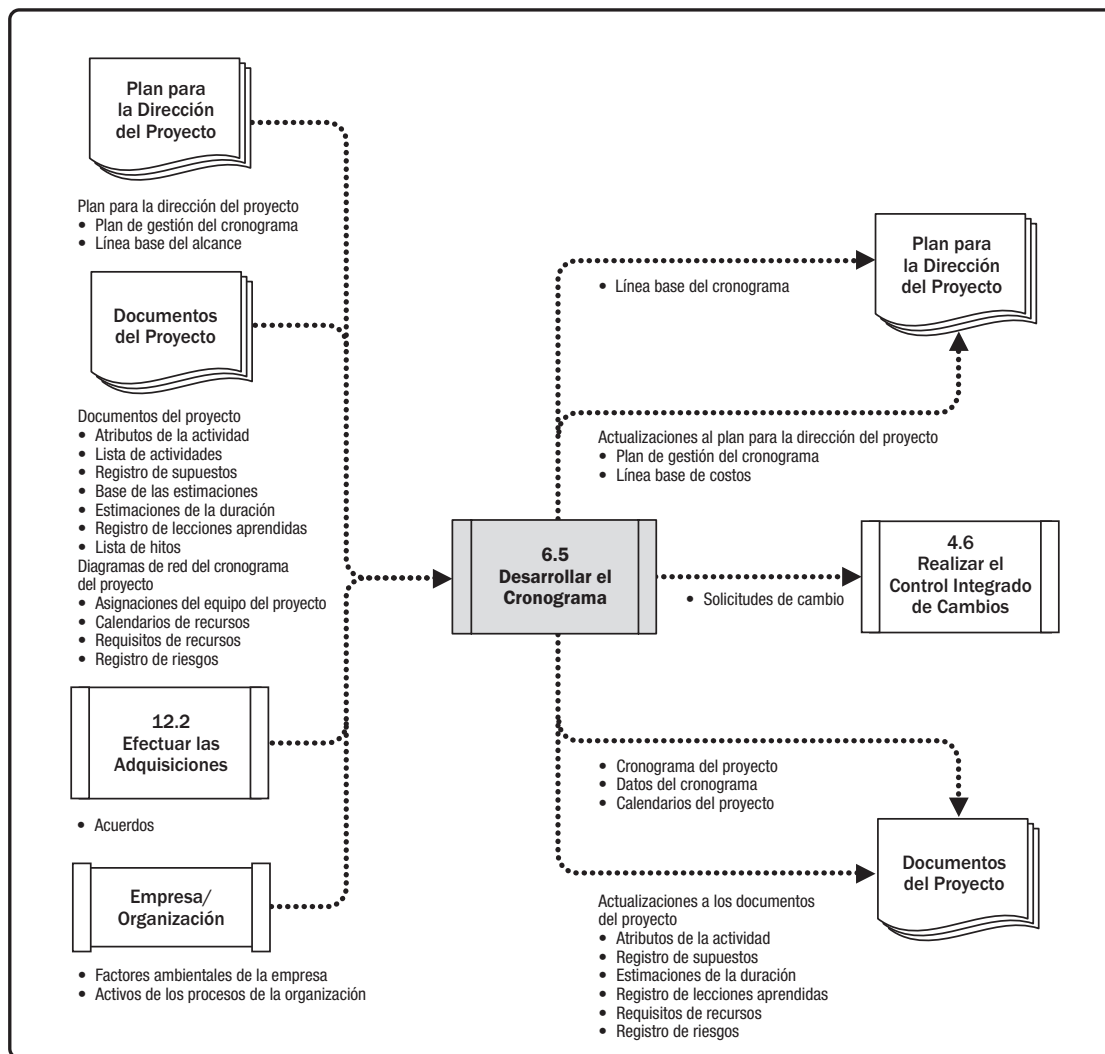 Plan para
la Dirección
del Proyecto
Plan para la dirección del proyecto
• Plan de gestión del cronograma
• Línea base del alcance
Documentos
del Proyecto
Documentos del proyecto
• Atributos de la actividad
• Lista de actividades
• Registro de supuestos
• Base de las estimaciones
• Estimaciones de la duración
• Registro de lecciones aprendidas
• Lista de hitos
Diagramas de red del cronograma
del proyecto
• Asignaciones del equipo del proyecto
• Calendarios de recursos
• Requisitos de recursos
• Registro de riesgos
12.2
Efectuar las
Adquisiciones
• Acuerdos
Empresa/
Organización
• Factores ambientales de la empresa
• Activos de los procesos de la organización
6.5
Desarrollar el
Cronograma
• Línea base del cronograma
Plan para
la Dirección
del Proyecto
Actualizaciones al plan para la dirección del proyecto
• Plan de gestión del cronograma
• Línea base de costos
• Solicitudes de cambio
4.6
Realizar el
Control Integrado
de Cambios
• Cronograma del proyecto
• Datos del cronograma
• Calendarios del proyecto
Documentos
del Proyecto
Actualizaciones a los documentos
del proyecto
• Atributos de la actividad
• Registro de supuestos
• Estimaciones de la duración
• Registro de lecciones aprendidas
• Requisitos de recursos
• Registro de riesgos